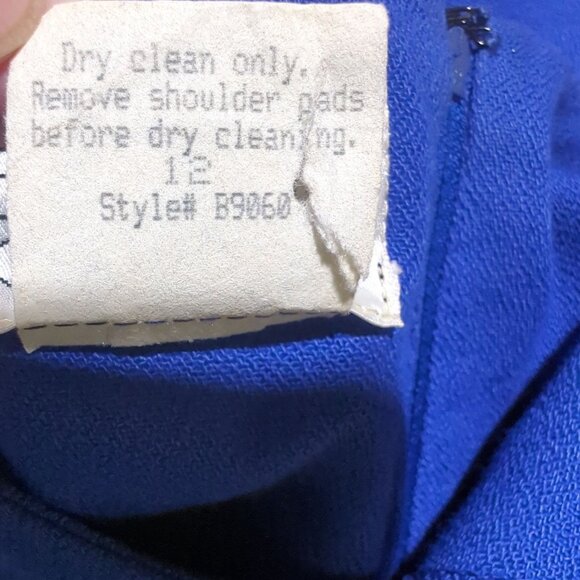 Dry clean only.
Remove shoulder pads
before dry cleaning.
12
Style# B9060